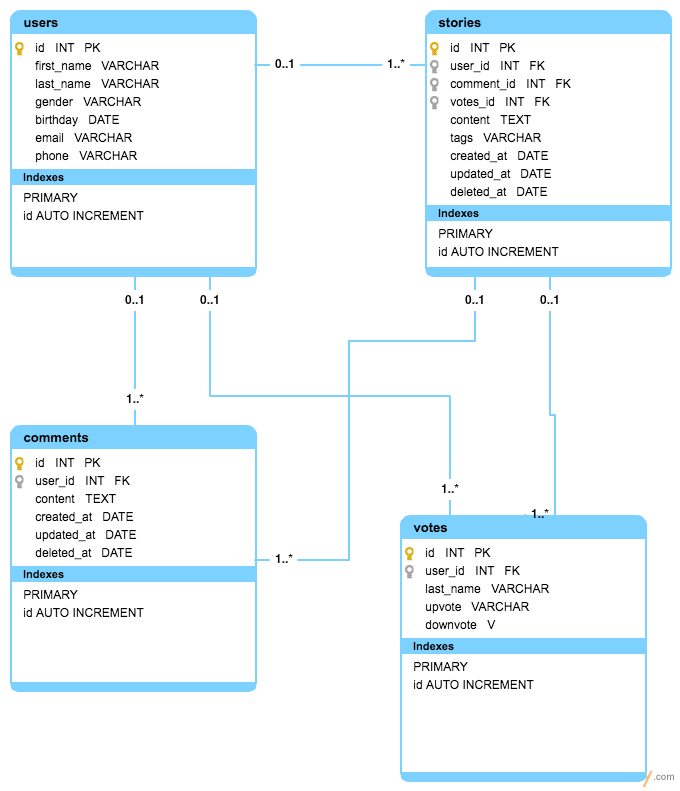 users
id INT PK
first_name VARCHAR
last_name VARCHAR
gender VARCHAR
birthday DATE
email VARCHAR
phone VARCHAR
Indexes
PRIMARY
id AUTO INCREMENT
0..1
1..*
stories
id INT PK
user_id INT FK
comment_id INT FK
votes_id INT FK
content TEXT
tags VARCHAR
created_at DATE
updated_at DATE
deleted_at DATE
Indexes
PRIMARY
id AUTO INCREMENT
0..1
0..1
0..1
0..1
1..*
comments
id INT PK
user_id INT FK
content TEXT
created_at DATE
updated_at DATE
deleted_at DATE
Indexes
PRIMARY
id AUTO INCREMENT
1..*
1..*
1..*
votes
id INT PK
user_id INT FK
last_name VARCHAR
upvote VARCHAR
downvote V
Indexes
PRIMARY
id AUTO INCREMENT
.com